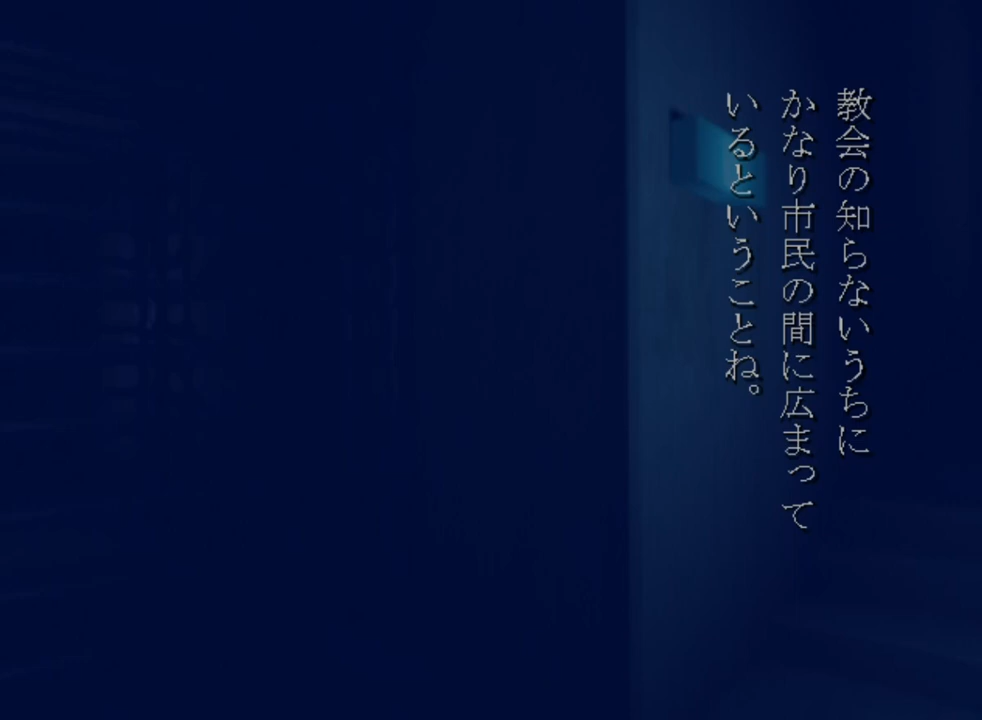 教会の知らないうちに
かなり市民の間に広まって
いるということね。